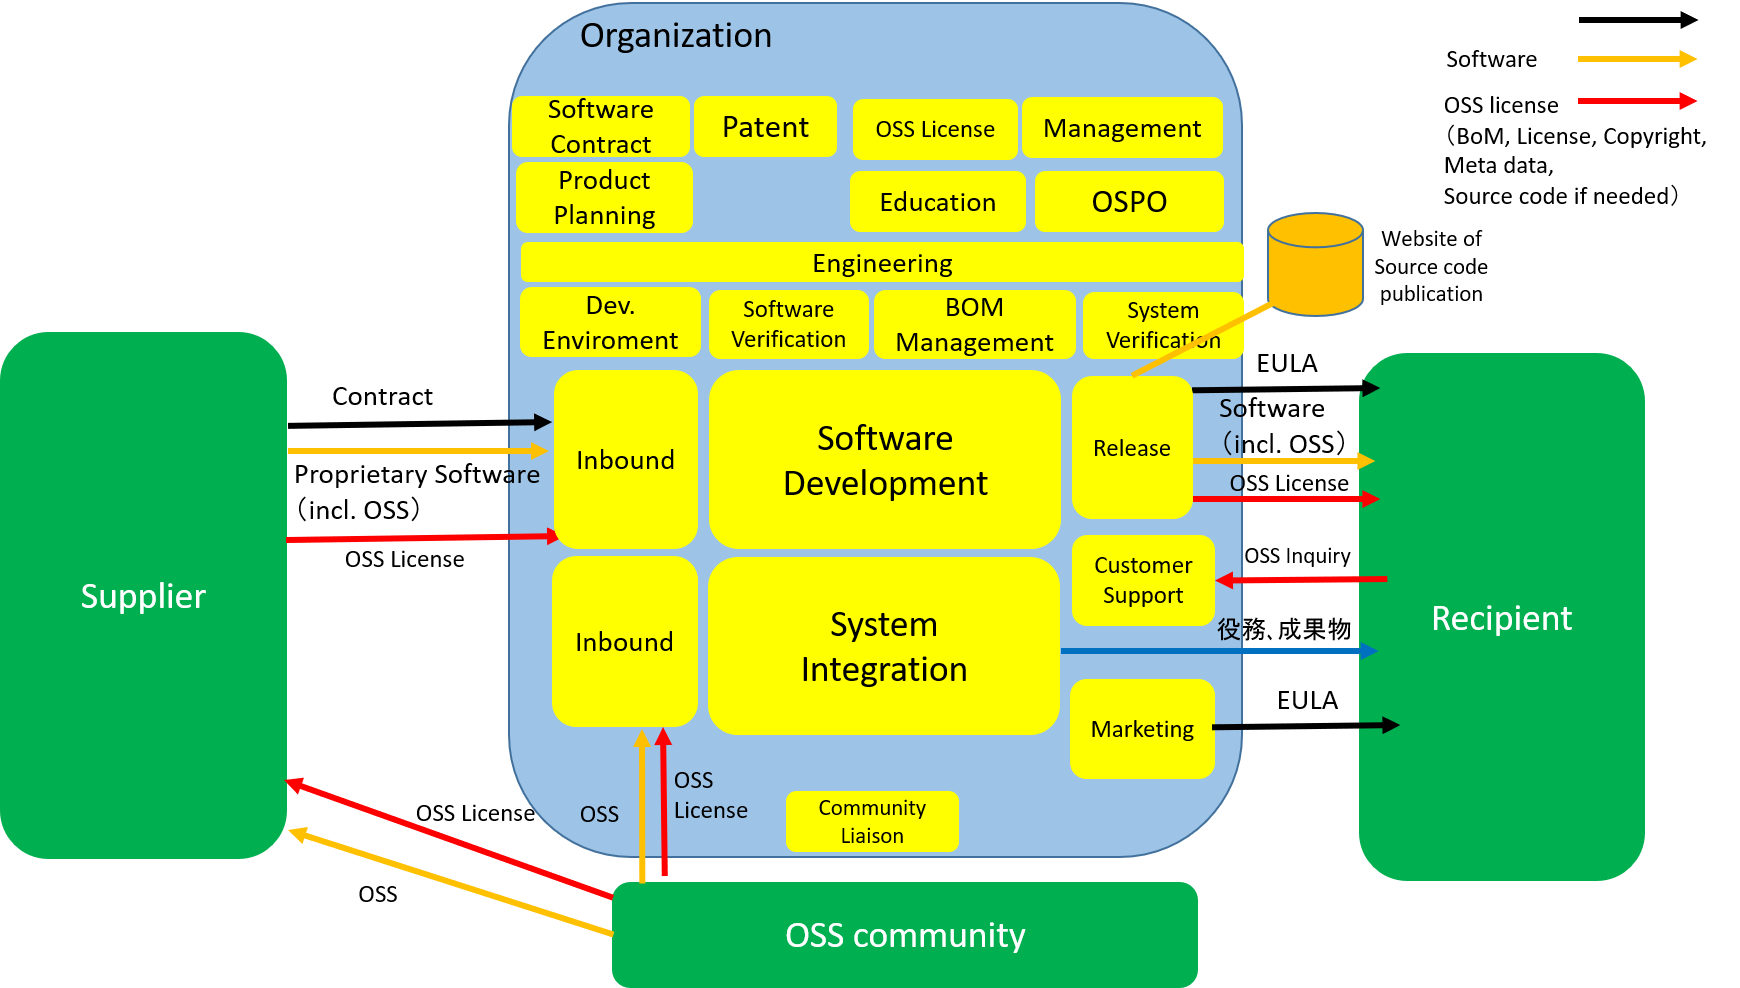 Organization
Software
Contract
Patent
OSS License
Management
Product
Planning
Education
OSPO
Engineering
Dev.
Enviroment
Software
Verification
BOM
Management
System
Verification
Software
OSS license
（BoM, License, Copyright,
Meta data,
Source code if needed）
Website of
Source code
publication
Supplier
Contract
Proprietary Software
（incl. OSS）
OSS License
Inbound
Software
Development
Release
EULA
Software
（incl. OSS）
OSS License
Inbound
System
Integration
Customer
Support
OSS Inquiry
役務、成果物
Marketing
EULA
Recipient
OSS License
OSS
OSS
OSS
License
Community
Liaison
OSS community